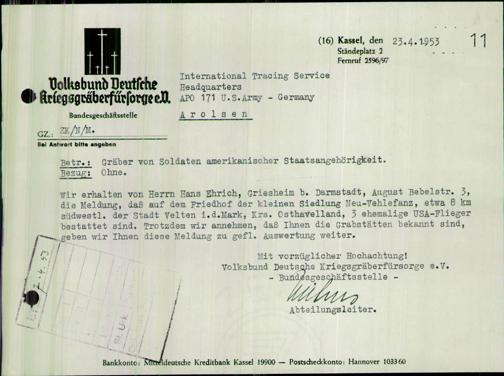 (16) Kassel, den 23.4.1953 11
Ständeplatz 2
Fernruf 2596/97
Volksbund Deutsche
Kriegsgräberfürsorge e.V.
Bundesgeschäftsstelle
GZ.: ZK/N/M.
Bei Antwort bitte angeben
International Tracing Service
Headquarters
APO 171 U.S.Army - Germany
Arolsen
Betr.: Gräber von Soldaten amerikanischer Staatsangehörigkeit.
Bezug: Ohne.
Wir erhalten von Herrn Hans Ehrich, Griesheim b. Darmstadt, August Bebelstr. 3,
die Meldung, daß auf dem Friedhof der kleinen Siedlung Neu-Vehlefanz, etwa 8 km
südwestl. der Stadt Velten i.d.Mark, Krs. Osthavelland, 3 ehemalige USA-Flieger
bestattet sind. Trotzdem wir annehmen, daß Ihnen die Grabstätten bekannt sind,
geben wir Ihnen diese Meldung zu gefl. Auswertung weiter.
Mit vorzüglicher Hochachtung!
Volksbund Deutsche Kriegsgräberfürsorge e.V.
- Bundesgeschäftsstelle -
Abteilungsleiter.
Bankkonto: Mitteldeutsche Kreditbank Kassel 19900 — Postscheckkonto: Hannover 103360